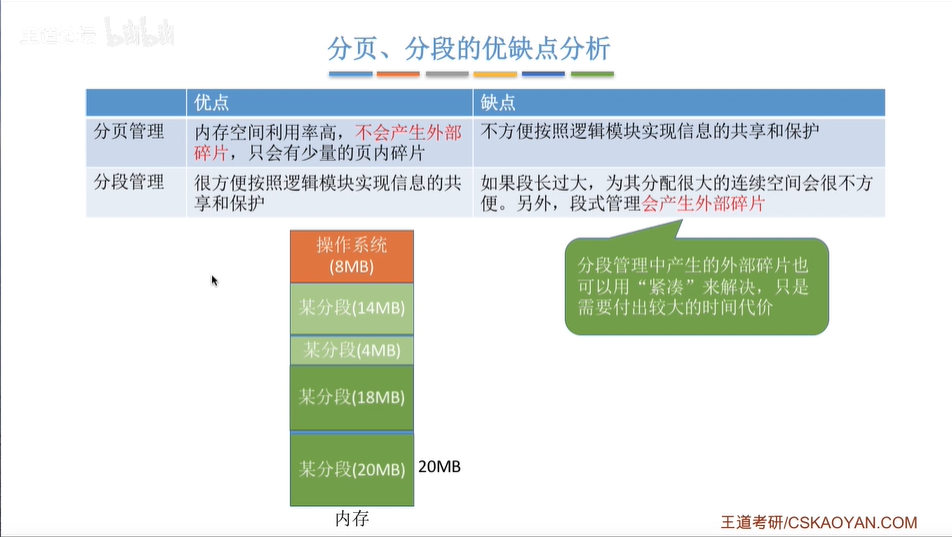 分页、分段的优缺点分析
优点
缺点
分页管理
内存空间利用率高，不会产生外部
碎片，只会有少量的页内碎片
不方便按照逻辑模块实现信息的共享和保护
分段管理
很方便按照逻辑模块实现信息的共
享和保护
如果段长过大，为其分配很大的连续空间会很不方
便。另外，段式管理会产生外部碎片
操作系统
(8MB)
某分段(14MB)
某分段(4MB)
某分段(18MB)
某分段(20MB)
20MB
内存
分段管理中产生的外部碎片也
可以用“紧凑”来解决，只是
需要付出较大的时间代价
王道考研/CSKAOYAN.COM